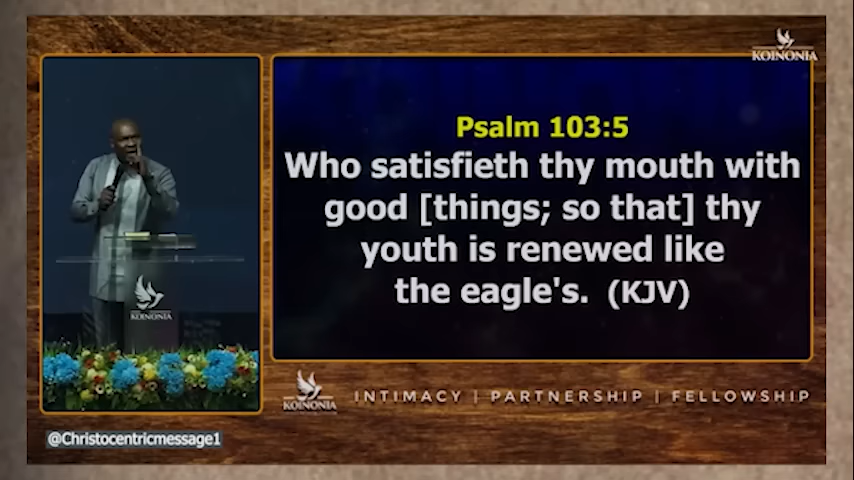 KOINONIA
Psalm 103:5
Who satisfieth thy mouth with
good [things; so that] thy
youth is renewed like
the eagle's. (KJV)
KOINONIA
KOINONIA
INTIMACY | PARTNERSHIP | FELLOWSHIP
@Christocentricmessage1